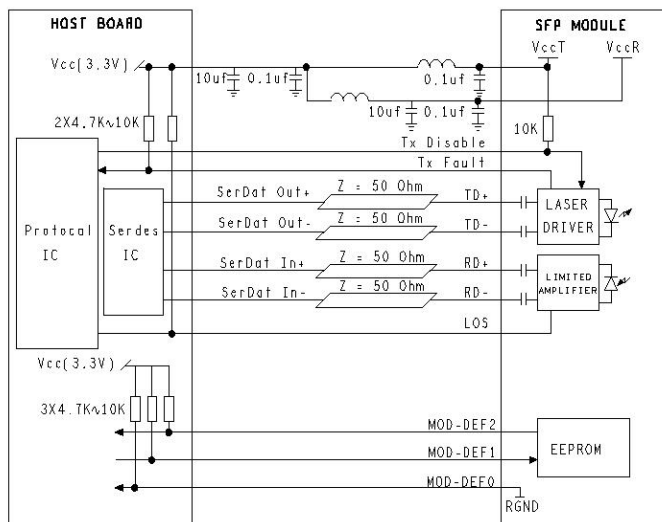 HOST BOARD
SFP MODULE
VccT
VccR
Vcc(3.3V)
10uf
0.1uf
0.1uf
10uf
0.1uf
2X4.7K~10K
10K
Tx Disable
Tx Fault
Protocal
IC
Serdes
IC
SerDat Out+
Z = 50 Ohm
TD+
SerDat Out-
Z = 50 Ohm
TD-
LASER
DRIVER
SerDat In+
Z = 50 Ohm
RD+
SerDat In-
Z = 50 Ohm
RD-
LIMITED
AMPLIFIER
LOS
Vcc(3.3V)
3X4.7K~10K
MOD-DEF2
MOD-DEF1
MOD-DEF0
EEPROM
RGND